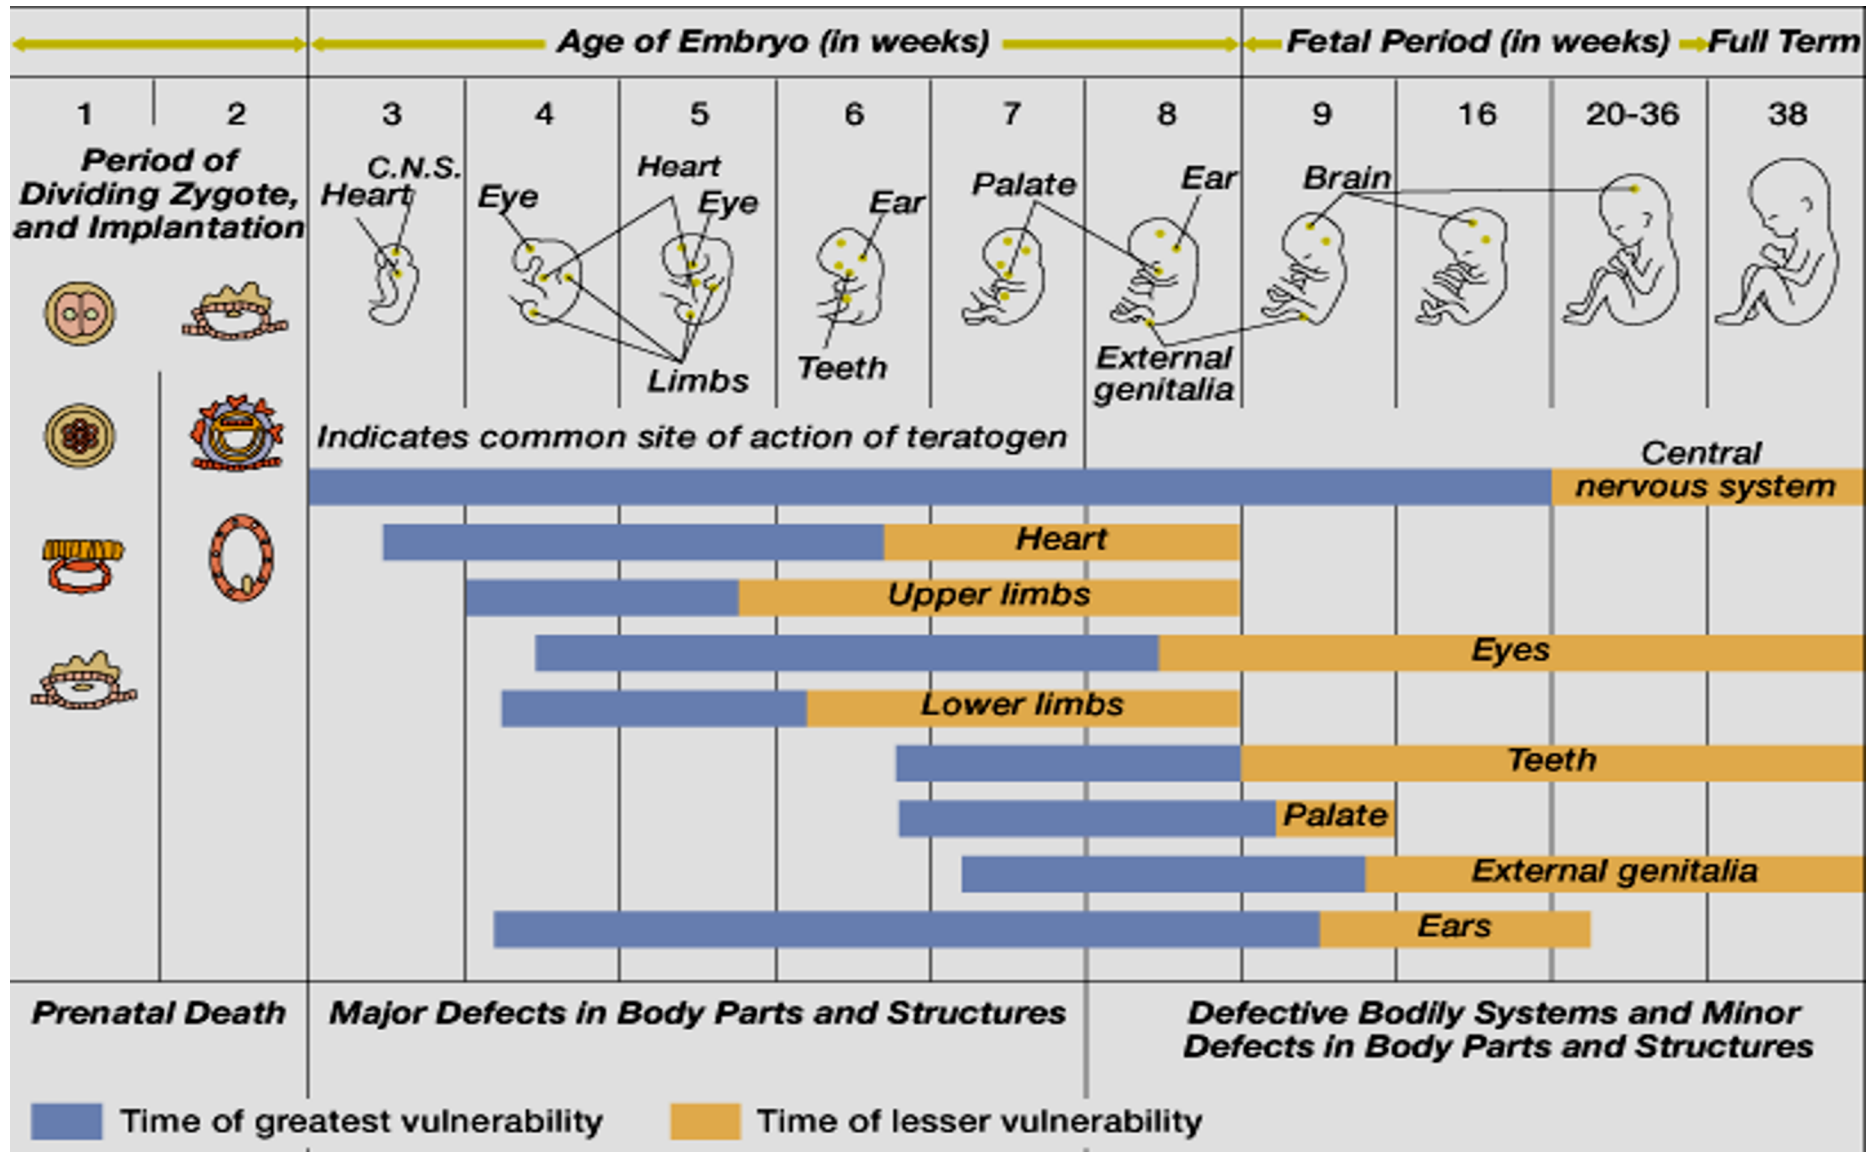 Age of Embryo (in weeks)
Fetal Period (in weeks)
Full Term
1
2
3
4
5
6
7
8
9
16
20-36
38
Period of
Dividing Zygote,
and Implantation
C.N.S.
Heart
Eye
Heart
Eye
Limbs
Ear
Teeth
Palate
Ear
External
genitalia
Brain
Indicates common site of action of teratogen
Central
nervous system
Heart
Upper limbs
Eyes
Lower limbs
Teeth
Palate
External genitalia
Ears
Prenatal Death
Major Defects in Body Parts and Structures
Defective Bodily Systems and Minor
Defects in Body Parts and Structures
Time of greatest vulnerability
Time of lesser vulnerability